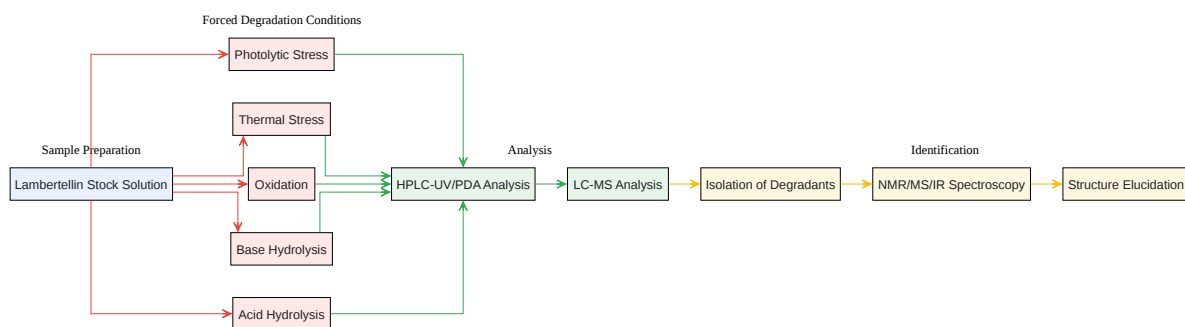 Forced Degradation Conditions
Photolytic Stress
Thermal Stress
Sample Preparation
Analysis
Identification
Lambertellin Stock Solution
Oxidation
HPLC-UV/PDA Analysis
LC-MS Analysis
Isolation of Degradants
NMR/MS/IR Spectroscopy
Structure Elucidation
Base Hydrolysis
Acid Hydrolysis